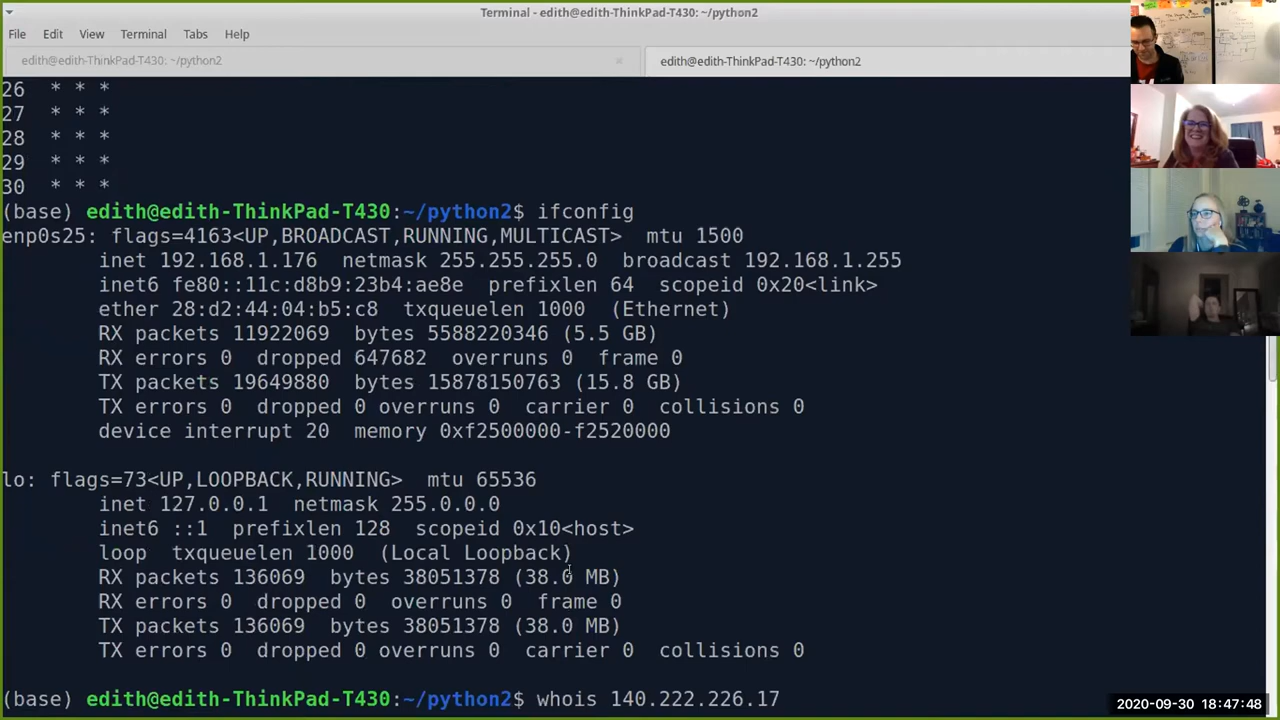 Terminal - edith@edith-ThinkPad-T430: ~/python2
File Edit View Terminal Tabs Help
edith@edith-ThinkPad-T430: ~/python2
edith@edith-ThinkPad-T430: ~/python2
26 * * *
27 * * *
28 * * *
29 * * *
30 * * *
(base) edith@edith-ThinkPad-T430:~/python2$ ifconfig
enp0s25: flags=4163<UP,BROADCAST,RUNNING,MULTICAST> mtu 1500
inet 192.168.1.176 netmask 255.255.255.0 broadcast 192.168.1.255
inet6 fe80::11c:d8b9:23b4:ae8e prefixlen 64 scopeid 0x20<link>
ether 28:d2:44:04:b5:c8 txqueuelen 1000 (Ethernet)
RX packets 11922069 bytes 5588220346 (5.5 GB)
RX errors 0 dropped 647682 overruns 0 frame 0
TX packets 19649880 bytes 15878150763 (15.8 GB)
TX errors 0 dropped 0 overruns 0 carrier 0 collisions 0
device interrupt 20 memory 0xf2500000-f2520000
lo: flags=73<UP,LOOPBACK,RUNNING> mtu 65536
inet 127.0.0.1 netmask 255.0.0.0
inet6 ::1 prefixlen 128 scopeid 0x10<host>
loop txqueuelen 1000 (Local Loopback)
RX packets 136069 bytes 38051378 (38.0 MB)
RX errors 0 dropped 0 overruns 0 frame 0
TX packets 136069 bytes 38051378 (38.0 MB)
TX errors 0 dropped 0 overruns 0 carrier 0 collisions 0
(base) edith@edith-ThinkPad-T430:~/python2$ whois 140.222.226.17
2020-09-30 18:47:48